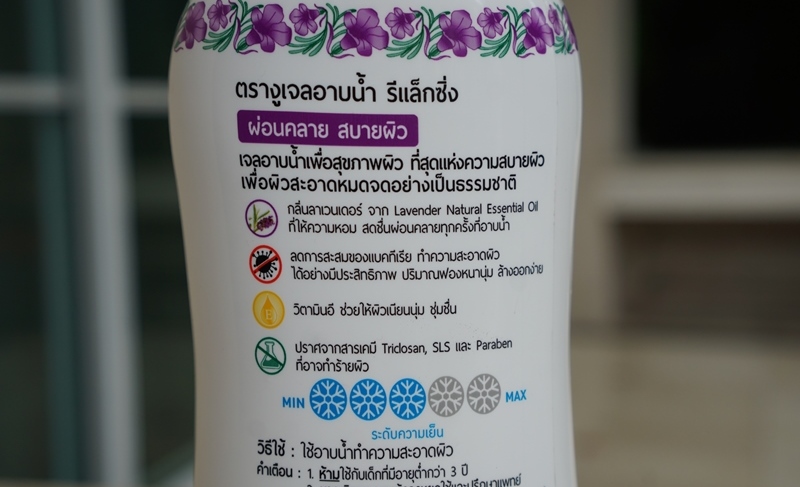 ตรางูเจลอาบน้ำ รีแล็กซิ่ง
ผ่อนคลาย สบายผิว
เจลอาบน้ำเพื่อสุขภาพผิว ที่สุดแห่งความสบายผิว
เพื่อผิวสะอาดหมดจดอย่างเป็นธรรมชาติ
กลิ่นลาเวนเดอร์ จาก Lavender Natural Essential Oil
ที่ให้ความหอม สดชื่นผ่อนคลายทุกครั้งที่อาบน้ำ
ลดการสะสมของแบคทีเรีย ทำความสะอาดผิว
ได้อย่างมีประสิทธิภาพ ปริมาณฟองหนานุ่ม ล้างออกง่าย
วิตามินอี ช่วยให้ผิวเนียนนุ่ม ชุ่มชื่น
ปราศจากสารเคมี Triclosan, SLS และ Paraben
ที่อาจทำร้ายผิว
MIN MAX
ระดับความเย็น
วิธีใช้ : ใช้อาบน้ำทำความสะอาดผิว
คำเตือน : 1. ห้ามใช้กับเด็กที่มีอายุต่ำกว่า 3 ปี
และปรึกษาแพทย์